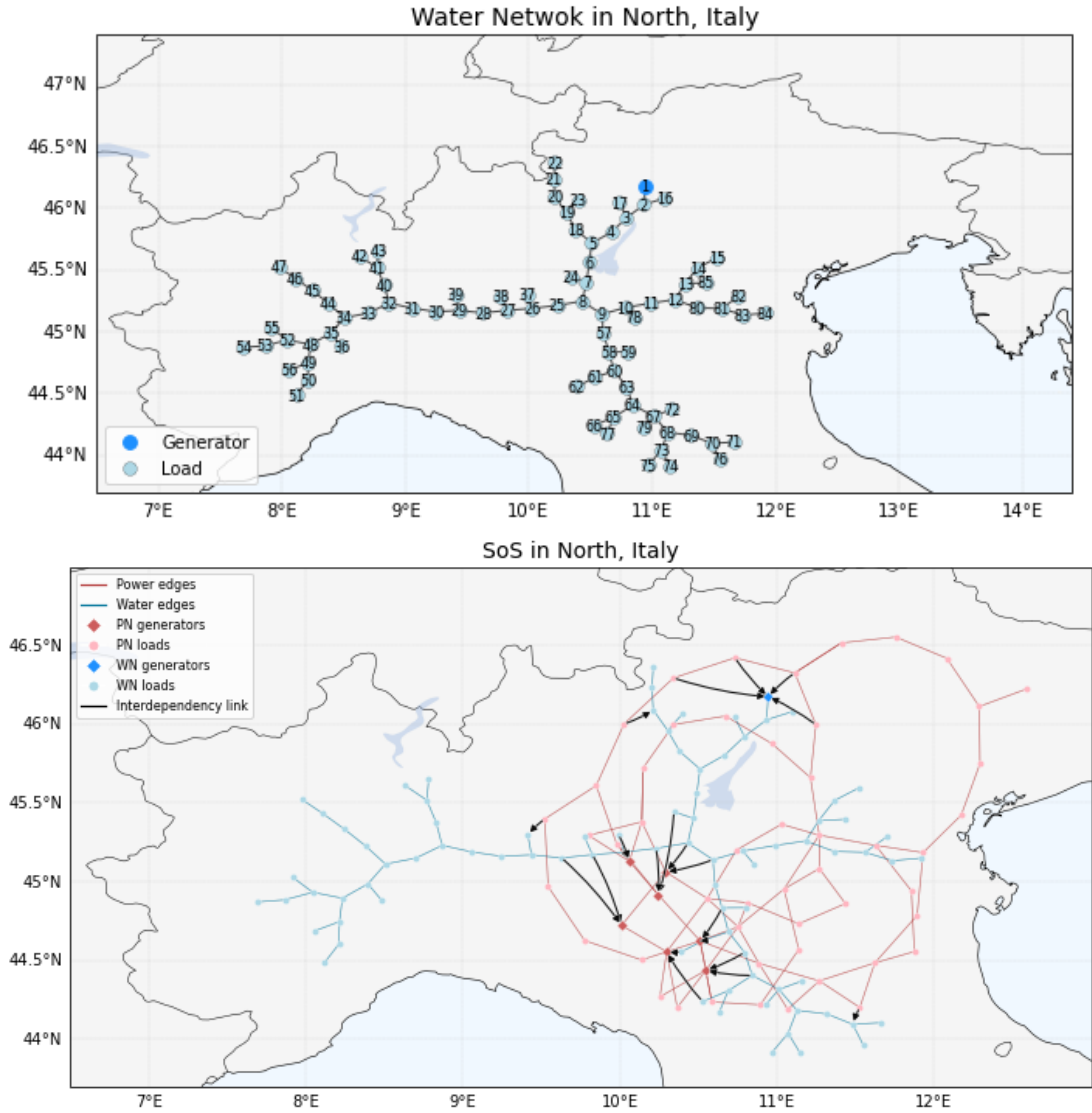 Water Netwok in North, Italy
47°N
46.5°N
46°N
45.5°N
45°N
44.5°N
44°N
22
21
1
20 23 17 2 16
19 3
18 4
5
43
42 6 15
47 41 14
46 24 7 13 85
45 40
39 38 37
44 32 8 12 82
31 30 29 28 27 26 25 10 11 80 81
34 33 9 78 83 84
55 35 57
54 53 52 48 36 58 59
56 49 60
50 61
51 62 63
64 72
65 67
66 77 79 68 69
70 71
73 76
75 74
Generator
Load
7°E 8°E 9°E 10°E 11°E 12°E 13°E 14°E
SoS in North, Italy
Power edges
Water edges
PN generators
PN loads
WN generators
WN loads
Interdependency link
46.5°N
46°N
45.5°N
45°N
44.5°N
44°N
7°E 8°E 9°E 10°E 11°E 12°E